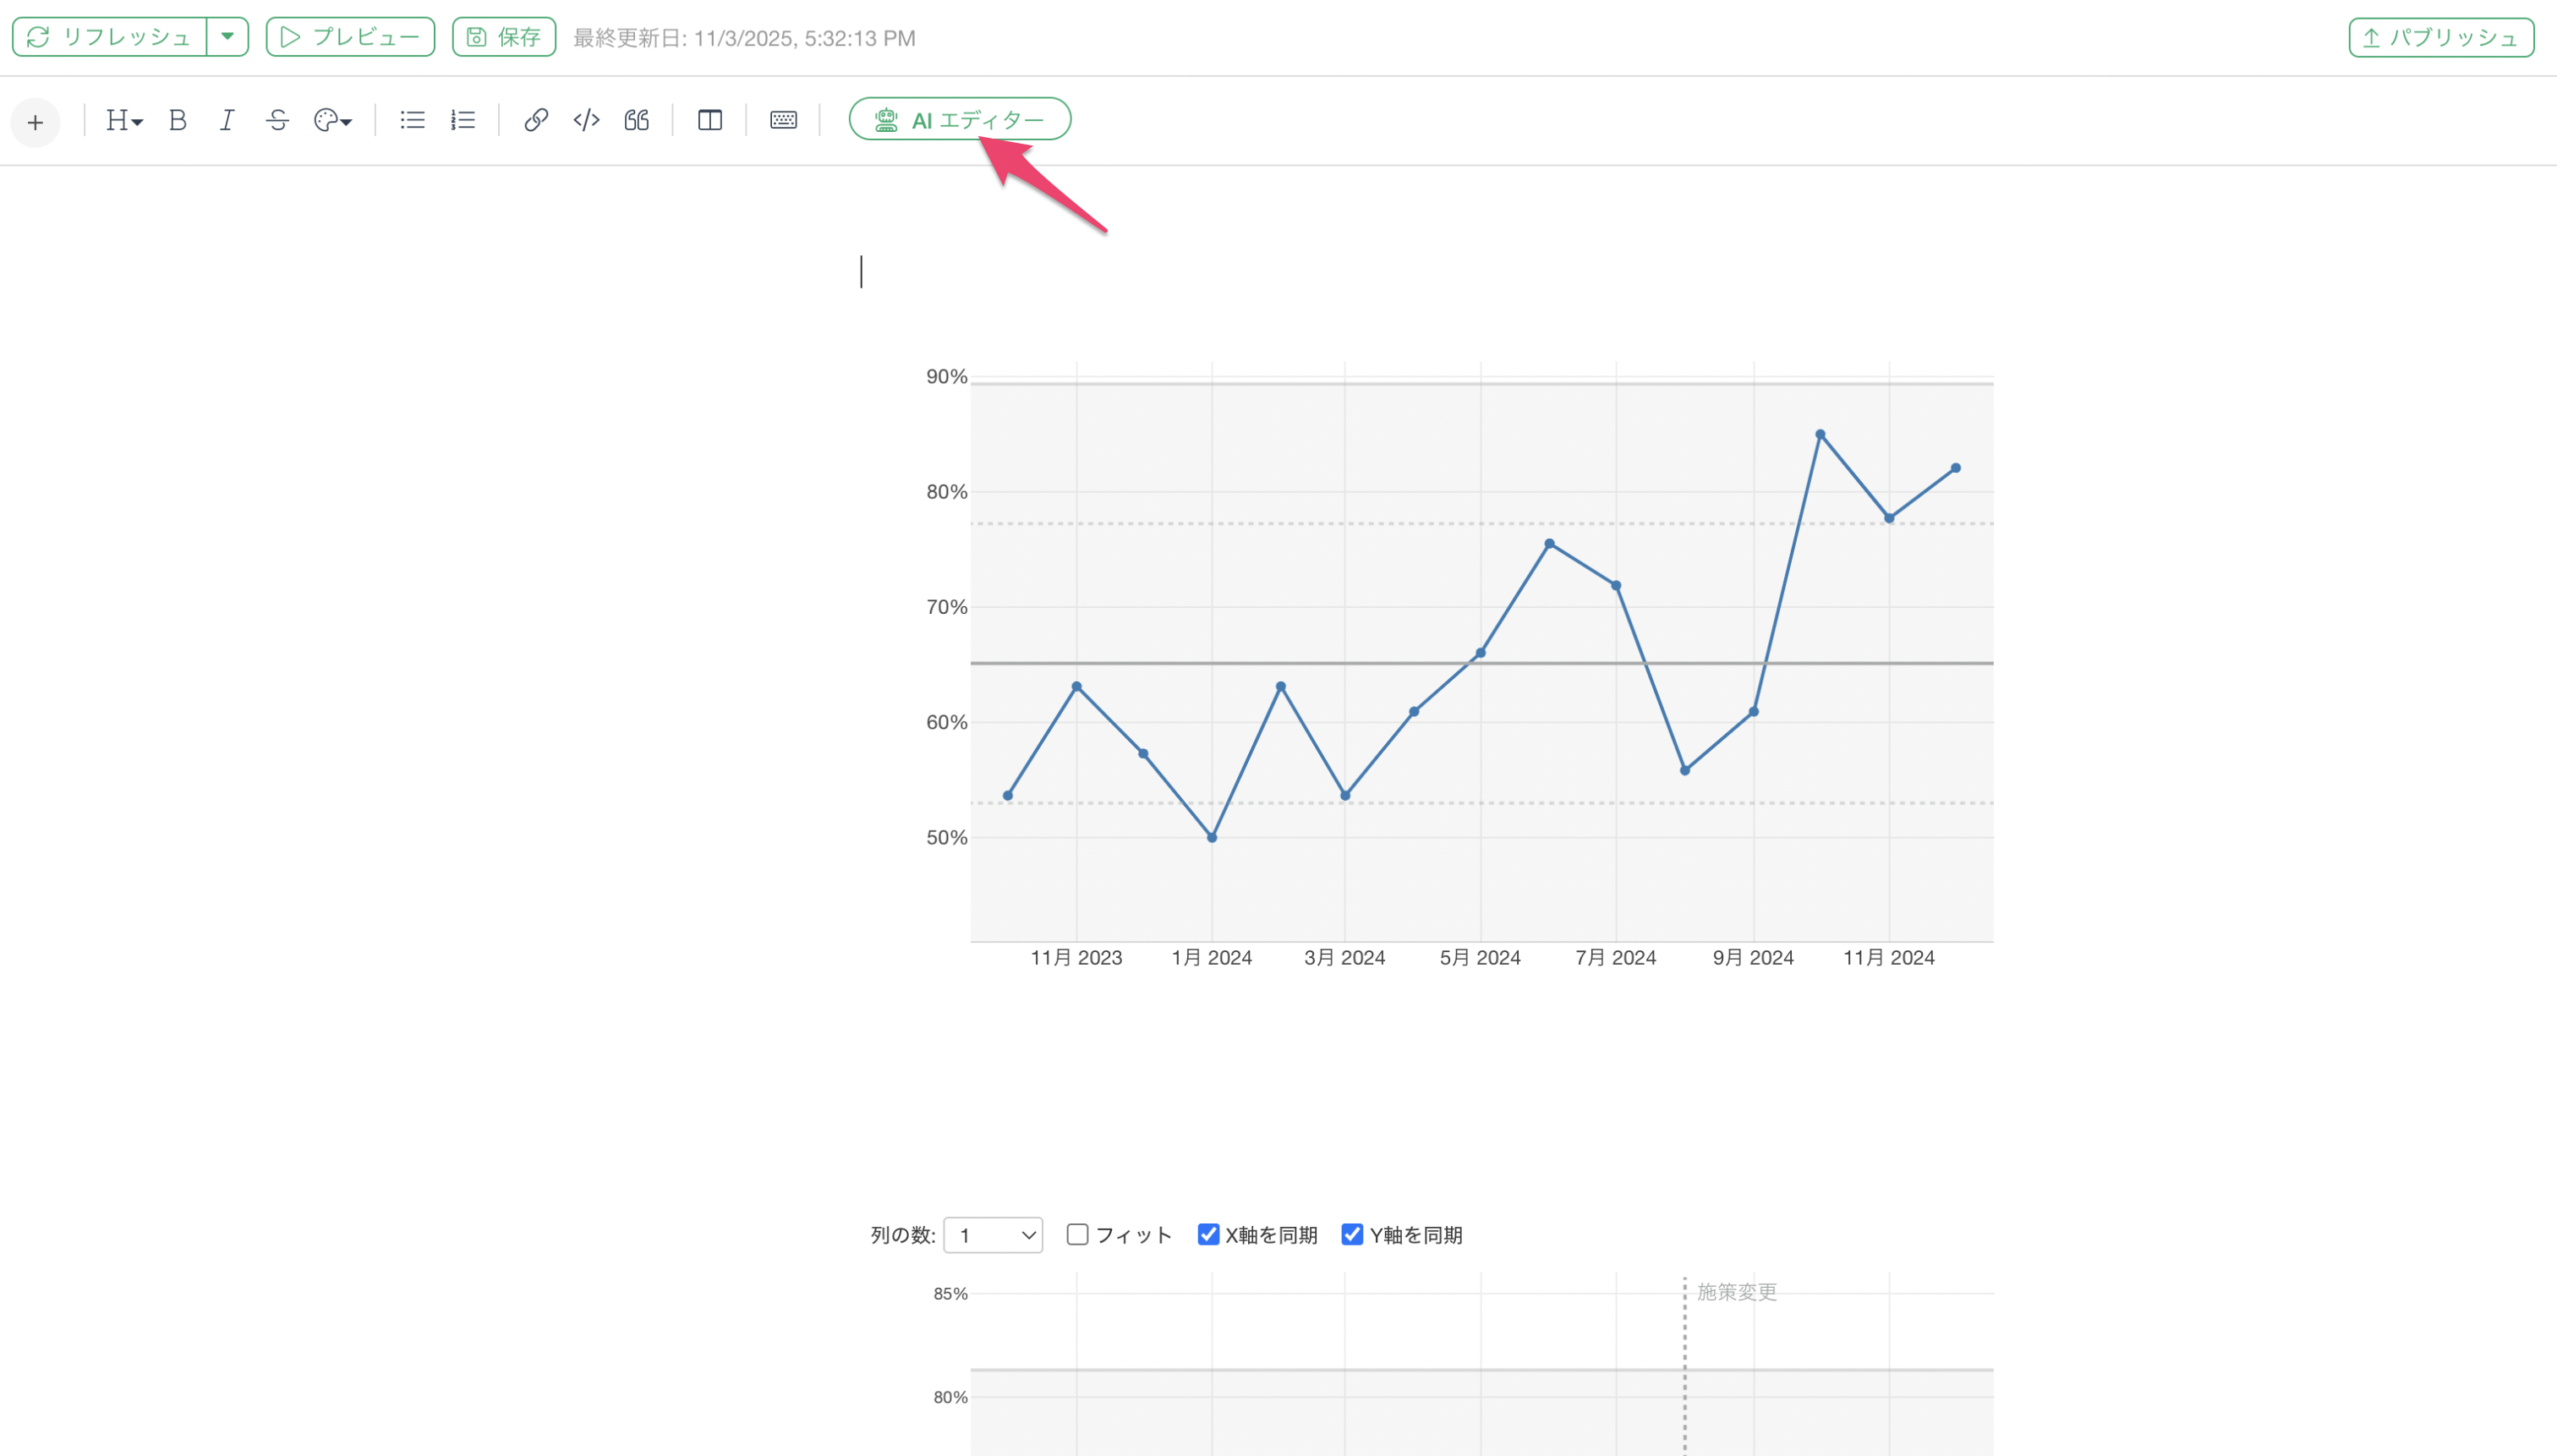 リフレッシュ プレビュー 保存 最終更新日: 11/3/2025, 5:32:13 PM パブリッシュ
+ H B I S </> AI エディター
90%
80%
70%
60%
50%
11月 2023 1月 2024 3月 2024 5月 2024 7月 2024 9月 2024 11月 2024
列の数: 1 フィット X軸を同期 Y軸を同期
85% 施策変更
80%